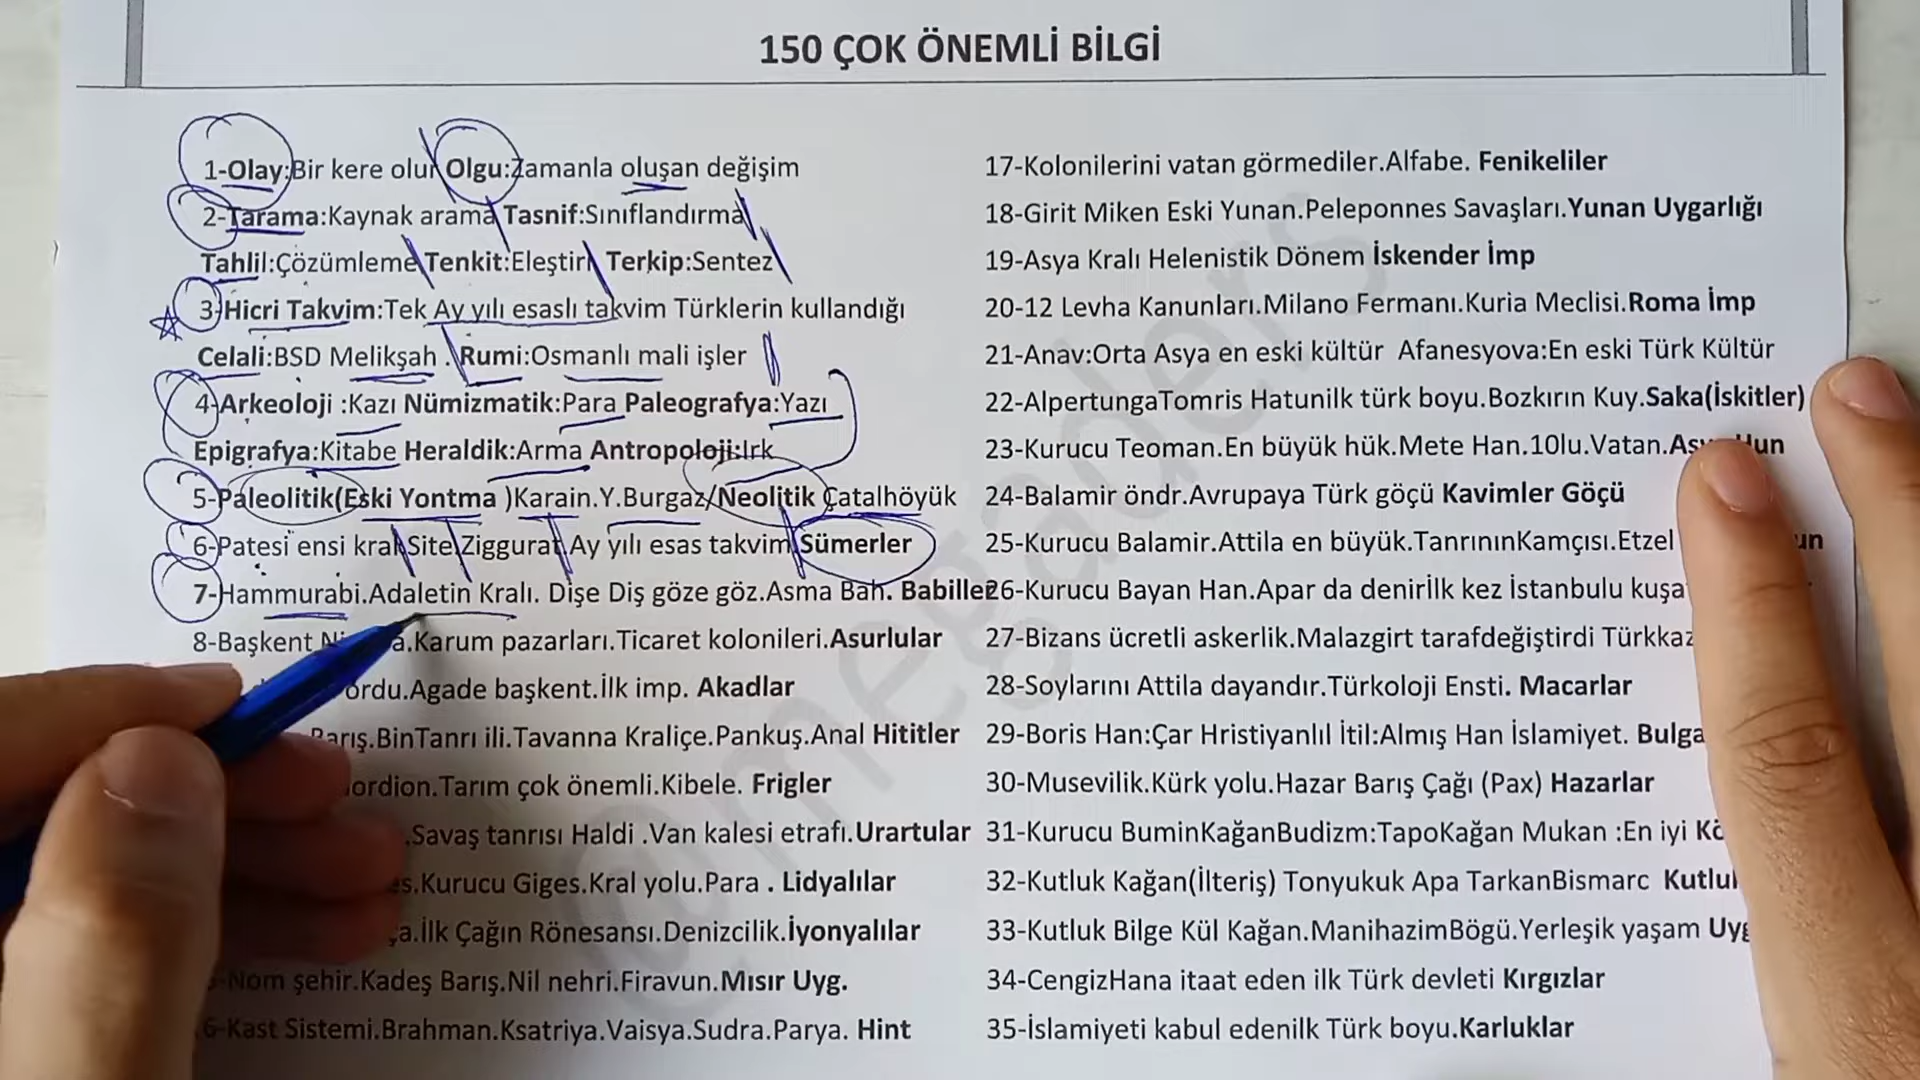 150 ÇOK ÖNEMLİ BİLGİ
1-Olay:Bir kere olur Olgu:Zamanla oluşan değişim
2-Tarama:Kaynak arama Tasnif:Sınıflandırma
Tahlil:Çözümleme Tenkit:Eleştiri Terkip:Sentez
3-Hicri Takvim:Tek Ay yılı esaslı takvim Türklerin kullandığı
Celali:BSD Melikşah . Rumi:Osmanlı mali işler
4-Arkeoloji :Kazı Nümizmatik:Para Paleografya:Yazı
Epigrafya:Kitabe Heraldik:Arma Antropoloji:Irk
5-Paleolitik(Eski Yontma )Karain.Y.Burgaz/Neolitik Çatalhöyük
6-Patesi ensi kral Site Ziggurat Ay yılı esas takvim Sümerler
7-Hammurabi.Adaletin Kralı. Dişe Diş göze göz.Asma Bah. Babiller
8-Başkent .Karum pazarları.Ticaret kolonileri.Asurlular
ordu.Agade başkent.İlk imp. Akadlar
Barış.BinTanrı ili.Tavanna Kraliçe.Pankuş.Anal Hititler
ordion.Tarım çok önemli.Kibele. Frigler
.Savaş tanrısı Haldi .Van kalesi etrafı.Urartular
.Kurucu Giges.Kral yolu.Para . Lidyalılar
.İlk Çağın Rönesansı.Denizcilik.İyonyalılar
-Nom şehir.Kadeş Barış.Nil nehri.Firavun.Mısır Uyg.
6-Kast Sistemi.Brahman.Ksatriya.Vaisya.Sudra.Parya. Hint
17-Kolonilerini vatan görmediler.Alfabe. Fenikeliler
18-Girit Miken Eski Yunan.Peleponnes Savaşları.Yunan Uygarlığı
19-Asya Kralı Helenistik Dönem İskender İmp
20-12 Levha Kanunları.Milano Fermanı.Kuria Meclisi.Roma İmp
21-Anav:Orta Asya en eski kültür Afanesyova:En eski Türk Kültür
22-AlpertungaTomris Hatunilk türk boyu.Bozkırın Kuy.Saka(İskitler)
23-Kurucu Teoman.En büyük hük.Mete Han.10lu.Vatan.Asya Hun
24-Balamir öndr.Avrupaya Türk göçü Kavimler Göçü
25-Kurucu Balamir.Attila en büyük.TanrınınKamçısı.Etzel
26-Kurucu Bayan Han.Apar da denirİlk kez İstanbulu kuşa
27-Bizans ücretli askerlik.Malazgirt tarafdeğiştirdi Türkkaz
28-Soylarını Attila dayandır.Türkoloji Ensti. Macarlar
29-Boris Han:Çar Hristiyanlıl İtil:Almış Han İslamiyet. Bulga
30-Musevilik.Kürk yolu.Hazar Barış Çağı (Pax) Hazarlar
31-Kurucu BuminKağanBudizm:TapoKağan Mukan :En iyi Kö
32-Kutluk Kağan(İlteriş) Tonyukuk Apa TarkanBismarc Kutlu
33-Kutluk Bilge Kül Kağan.ManihazimBögü.Yerleşik yaşam Uyg
34-CengizHana itaat eden ilk Türk devleti Kırgızlar
35-İslamiyeti kabul edenilk Türk boyu.Karluklar